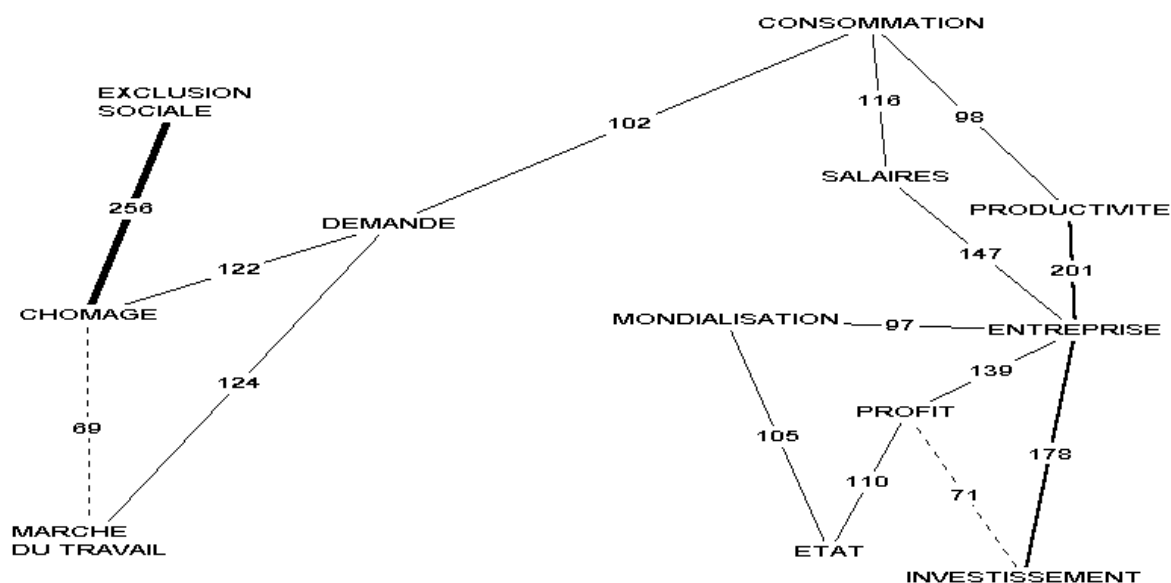 CONSOMMATION
EXCLUSION
SOCIALE
116
98
102
SALAIRES
256
PRODUCTIVITE
DEMANDE
147
122
201
CHOMAGE
MONDIALISATION
97
ENTREPRISE
139
124
PROFIT
69
105
178
110
71
MARCHE
DU TRAVAIL
ETAT
INVESTISSEMENT